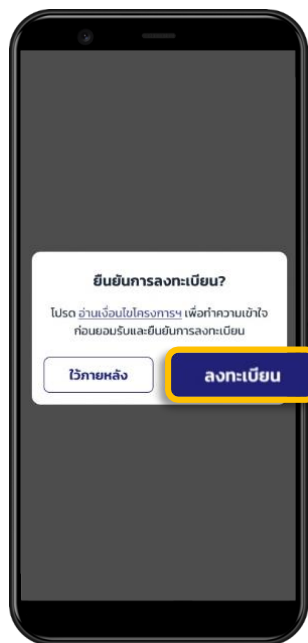 ยืนยันการลงทะเบียน?
โปรด อ่านเงื่อนไขโครงการฯ เพื่อทำความเข้าใจ
ก่อนยอมรับและยืนยันการลงทะเบียน
ไว้ภายหลัง ลงทะเบียน